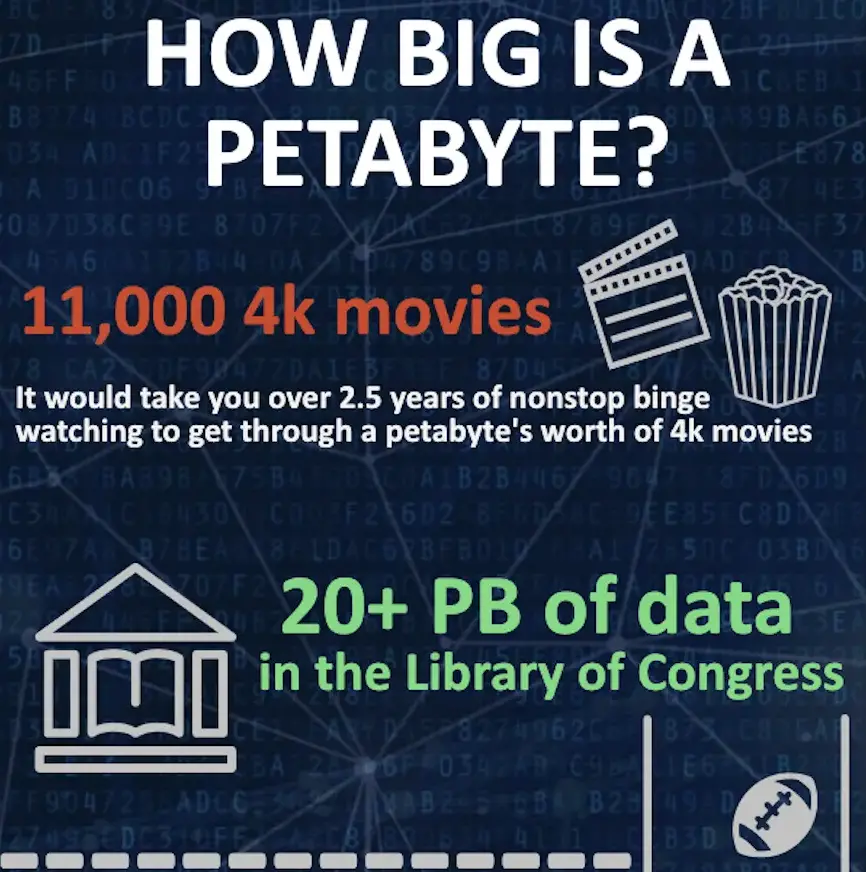 HOW BIG IS A
PETABYTE?
11,000 4k movies
It would take you over 2.5 years of nonstop binge
watching to get through a petabyte's worth of 4k movies
20+ PB of data
in the Library of Congress